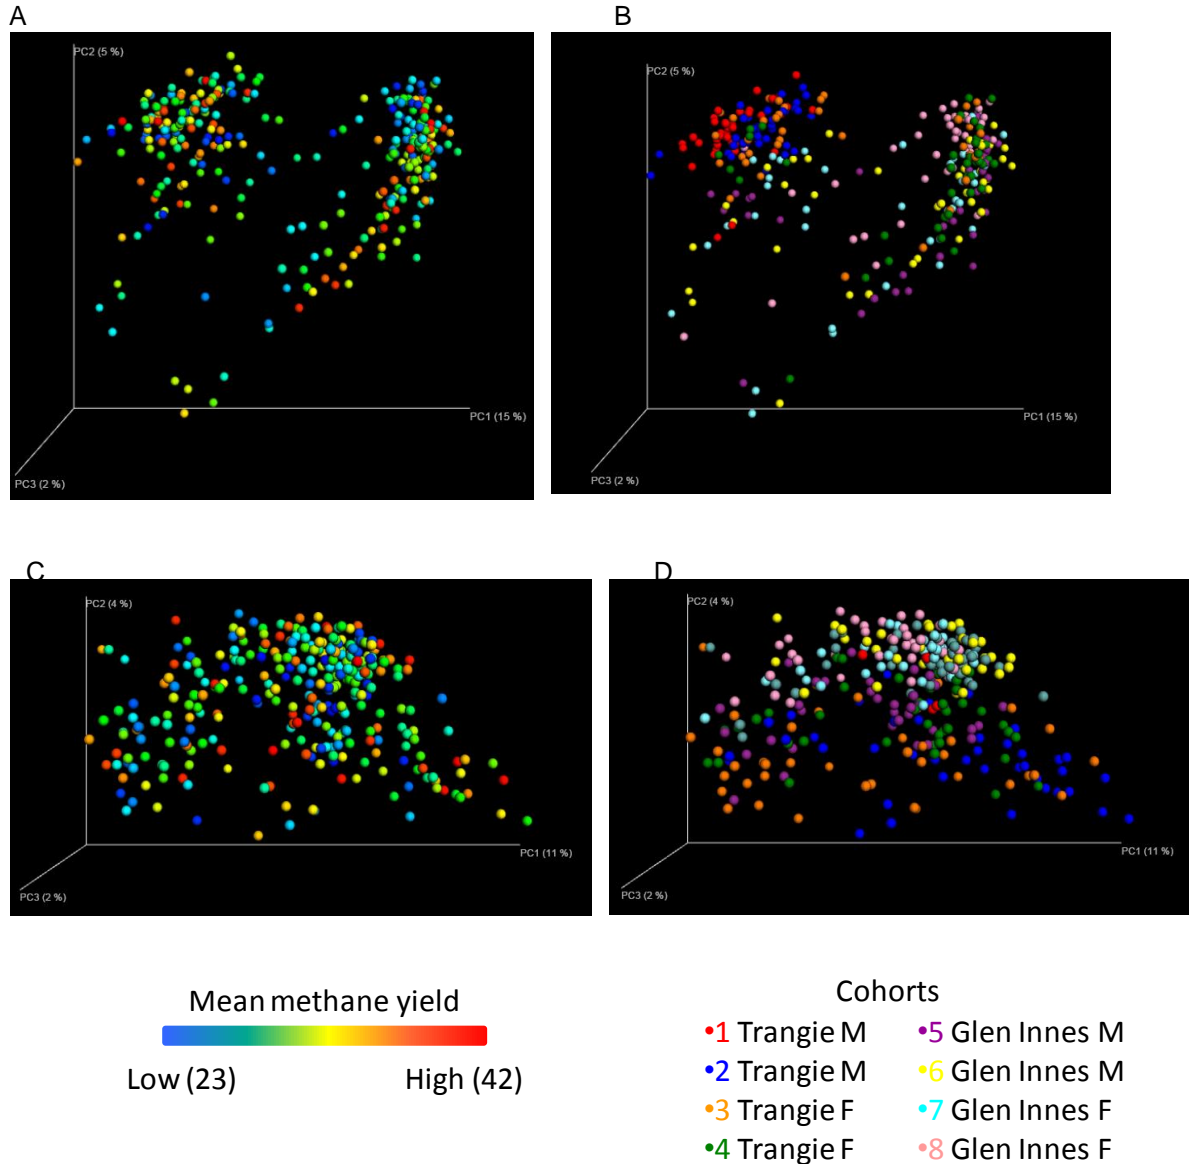 A
B
PC2 (5 %)
PC2 (5 %)
PC1 (15 %)
PC1 (15 %)
PC3 (2 %)
PC3 (2 %)
C
D
PC2 (4 %)
PC2 (4 %)
PC1 (11 %)
PC1 (11 %)
PC3 (2 %)
PC3 (2 %)
Mean methane yield
Low (23)
High (42)
Cohorts
•1 Trangie M
•5 Glen Innes M
•2 Trangie M
•6 Glen Innes M
•3 Trangie F
•7 Glen Innes F
•4 Trangie F
•8 Glen Innes F